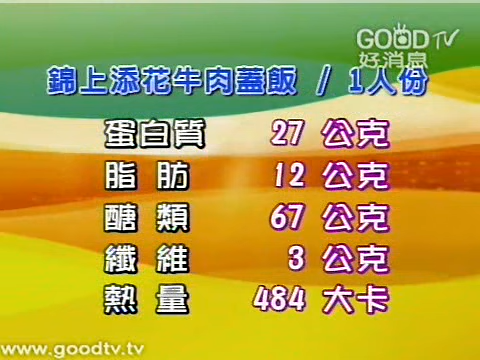 GOODTV
好消息
錦上添花牛肉蓋飯 / 1人份
蛋白質 27 公克
脂 肪 12 公克
醣 類 67 公克
纖 維 3 公克
熱 量 484 大卡
www.goodtv.tv